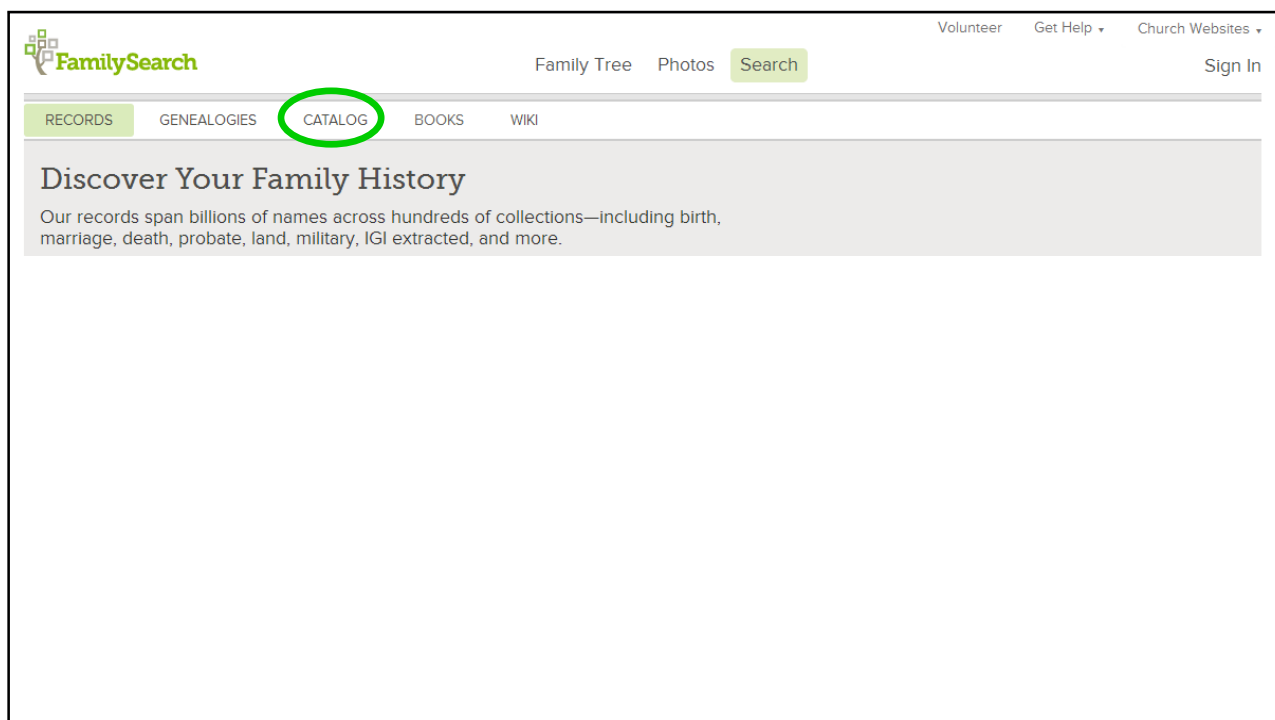 Volunteer Get Help Church Websites
FamilySearch
Family Tree Photos Search Sign In
RECORDS GENEALOGIES CATALOG BOOKS WIKI
Discover Your Family History
Our records span billions of names across hundreds of collections—including birth,
marriage, death, probate, land, military, IGI extracted, and more.